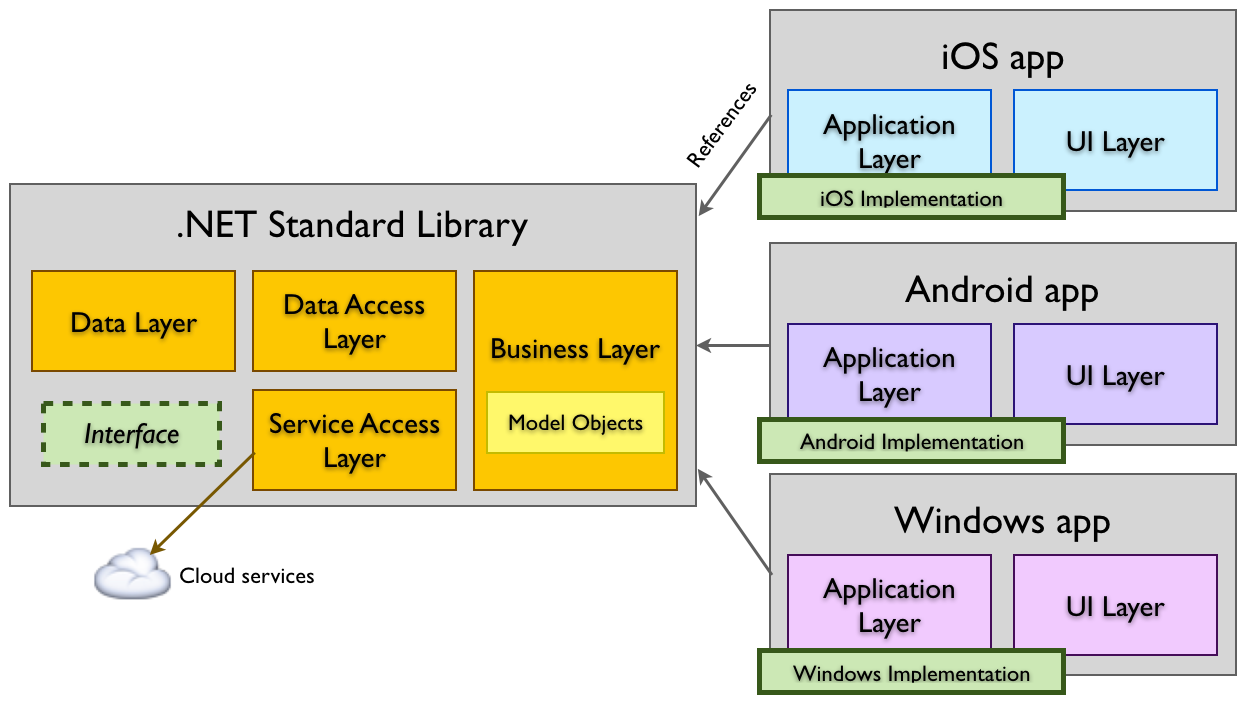 .NET Standard Library
Data Layer
Data Access
Layer
Business Layer
Model Objects
Interface
Service Access
Layer
Cloud services
References
iOS app
Application
Layer
UI Layer
iOS Implementation
Android app
Application
Layer
UI Layer
Android Implementation
Windows app
Application
Layer
UI Layer
Windows Implementation